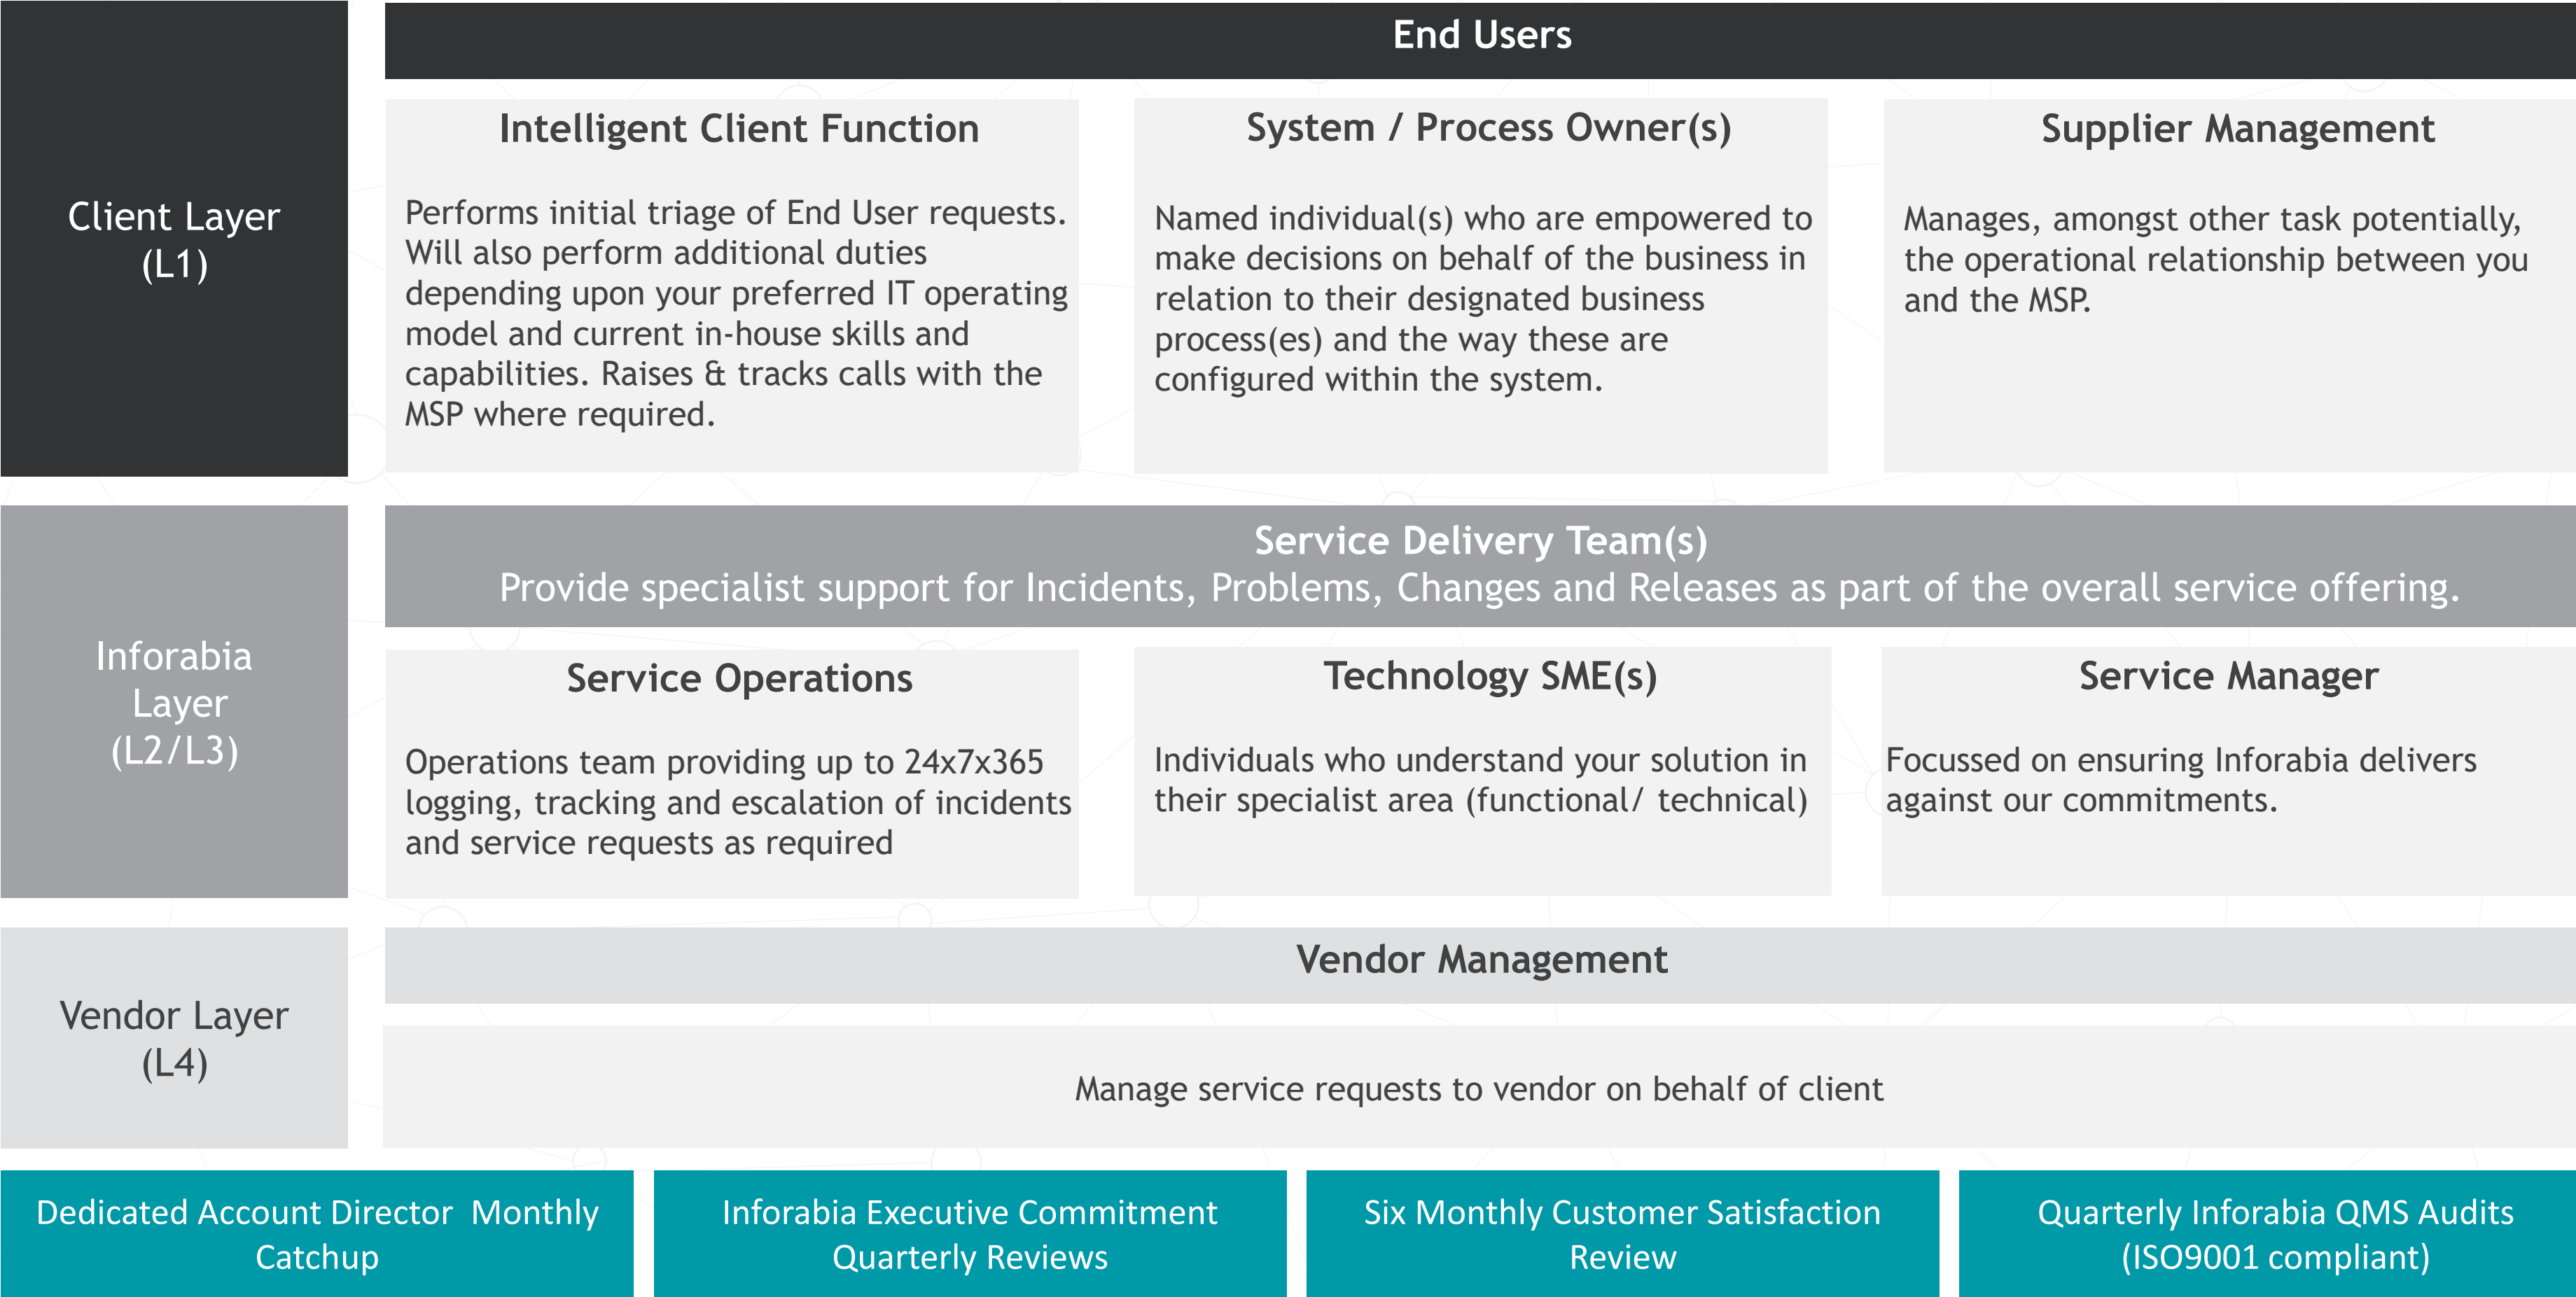 Client Layer
(L1)
End Users
Intelligent Client Function
Performs initial triage of End User requests.
Will also perform additional duties
depending upon your preferred IT operating
model and current in-house skills and
capabilities. Raises & tracks calls with the
MSP where required.
System / Process Owner(s)
Named individual(s) who are empowered to
make decisions on behalf of the business in
relation to their designated business
process(es) and the way these are
configured within the system.
Supplier Management
Manages, amongst other task potentially,
the operational relationship between you
and the MSP.
Inforabia
Layer
(L2/L3)
Service Delivery Team(s)
Provide specialist support for Incidents, Problems, Changes and Releases as part of the overall service offering.
Service Operations
Operations team providing up to 24x7x365
logging, tracking and escalation of incidents
and service requests as required
Technology SME(s)
Individuals who understand your solution in
their specialist area (functional/ technical)
Service Manager
Focussed on ensuring Inforabia delivers
against our commitments.
Vendor Layer
(L4)
Vendor Management
Manage service requests to vendor on behalf of client
Dedicated Account Director  Monthly
Catchup
Inforabia Executive Commitment
Quarterly Reviews
Six Monthly Customer Satisfaction
Review
Quarterly Inforabia QMS Audits
(ISO9001 compliant)